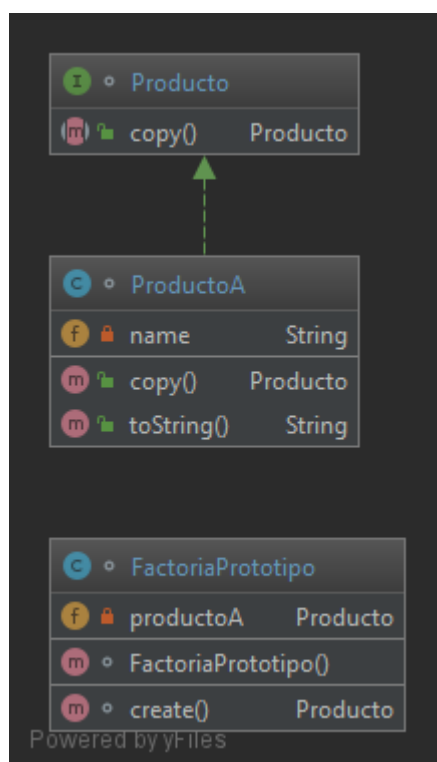 I Producto
m copy() Producto
C ProductoA
f name String
m copy() Producto
m toString() String
C FactoriaPrototipo
f productoA Producto
m FactoriaPrototipo()
m create() Producto
Powered by yFiles